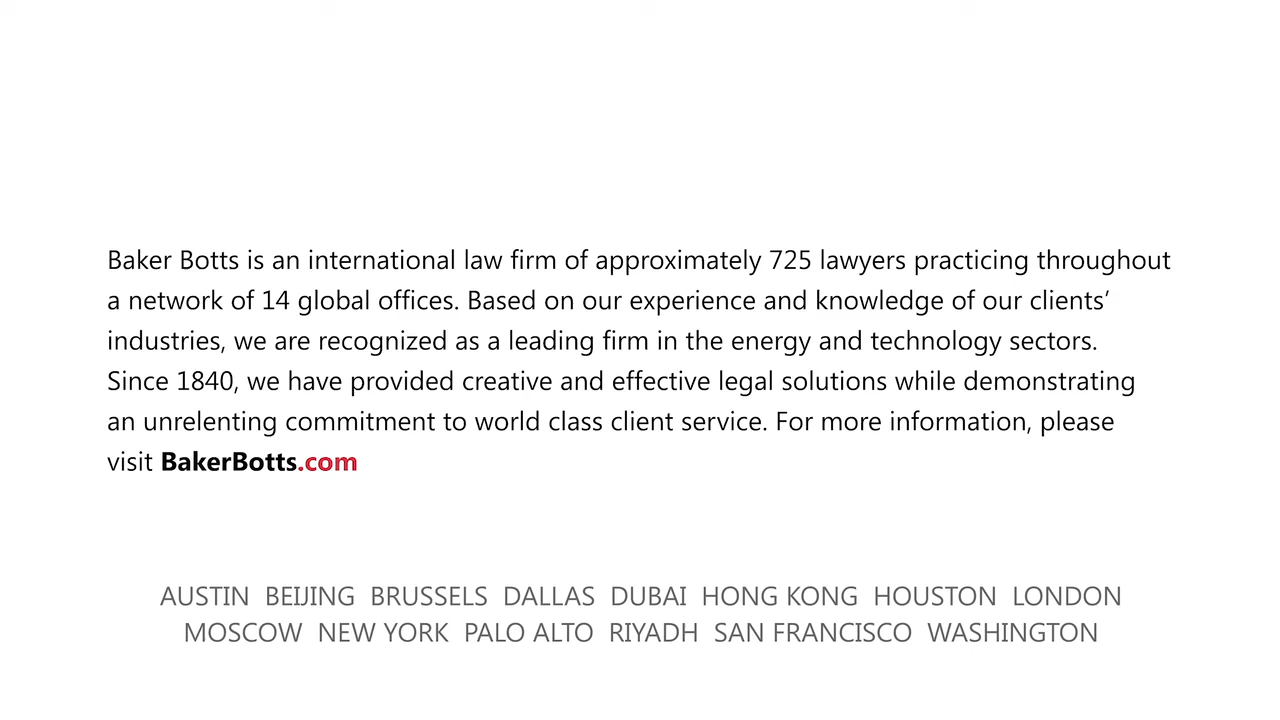 Baker Botts is an international law firm of approximately 725 lawyers practicing throughout
a network of 14 global offices. Based on our experience and knowledge of our clients’
industries, we are recognized as a leading firm in the energy and technology sectors.
Since 1840, we have provided creative and effective legal solutions while demonstrating
an unrelenting commitment to world class client service. For more information, please
visit BakerBotts.com
AUSTIN BEIJING BRUSSELS DALLAS DUBAI HONG KONG HOUSTON LONDON
MOSCOW NEW YORK PALO ALTO RIYADH SAN FRANCISCO WASHINGTON